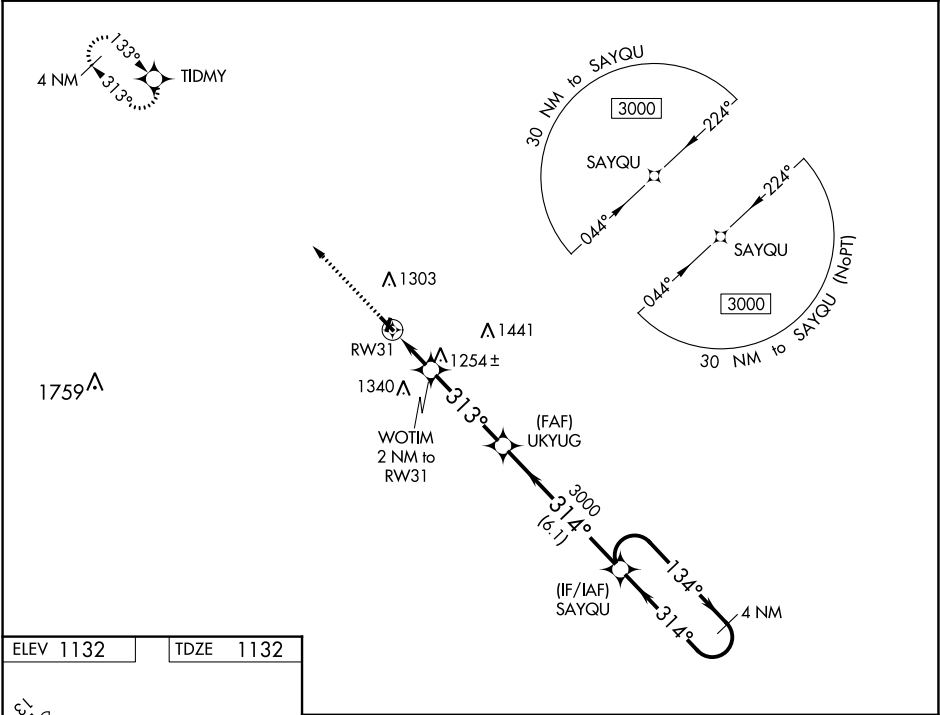 133°
4 NM
313°
TIDMY
30 NM to SAYQU
3000
224°
SAYQU
044°
224°
SAYQU
044°
3000
30 NM to SAYQU (NoPT)
1303
1441
RW31
1254 ±
1759
1340
WOTIM
2 NM to
RW31
313°
(FAF)
UKYUG
3000
314°
(6.1)
(IF/IAF)
SAYQU
134°
4 NM
314°
ELEV 1132
TDZE 1132